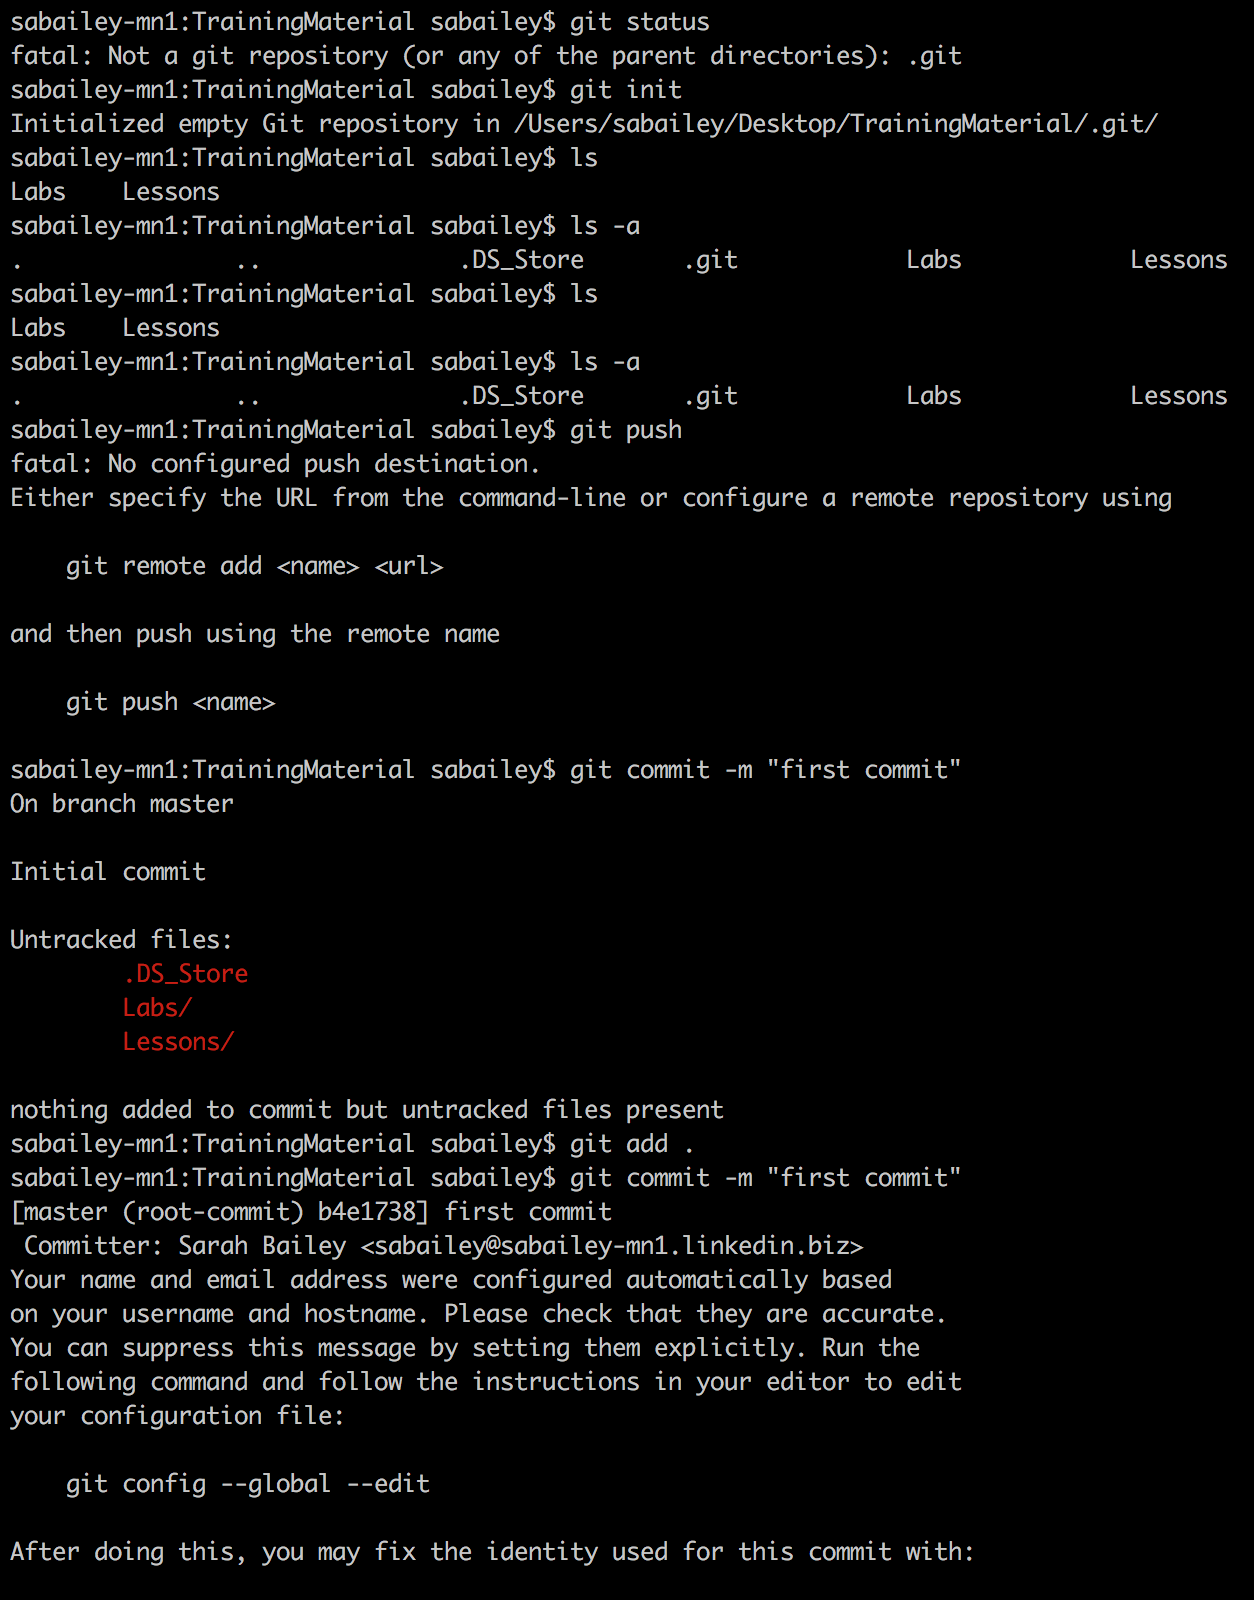 sabailey-mn1:TrainingMaterial sabailey$ git status
fatal: Not a git repository (or any of the parent directories): .git
sabailey-mn1:TrainingMaterial sabailey$ git init
Initialized empty Git repository in /Users/sabailey/Desktop/TrainingMaterial/.git/
sabailey-mn1:TrainingMaterial sabailey$ ls
Labs    Lessons
sabailey-mn1:TrainingMaterial sabailey$ ls -a
.               ..              .DS_Store       .git            Labs            Lessons
sabailey-mn1:TrainingMaterial sabailey$ ls
Labs    Lessons
sabailey-mn1:TrainingMaterial sabailey$ ls -a
.               ..              .DS_Store       .git            Labs            Lessons
sabailey-mn1:TrainingMaterial sabailey$ git push
fatal: No configured push destination.
Either specify the URL from the command-line or configure a remote repository using

    git remote add <name> <url>

and then push using the remote name

    git push <name>

sabailey-mn1:TrainingMaterial sabailey$ git commit -m "first commit"
On branch master

Initial commit

Untracked files:
        .DS_Store
        Labs/
        Lessons/

nothing added to commit but untracked files present
sabailey-mn1:TrainingMaterial sabailey$ git add .
sabailey-mn1:TrainingMaterial sabailey$ git commit -m "first commit"
[master (root-commit) b4e1738] first commit
 Committer: Sarah Bailey <sabailey@sabailey-mn1.linkedin.biz>
Your name and email address were configured automatically based
on your username and hostname. Please check that they are accurate.
You can suppress this message by setting them explicitly. Run the
following command and follow the instructions in your editor to edit
your configuration file:

    git config --global --edit

After doing this, you may fix the identity used for this commit with: